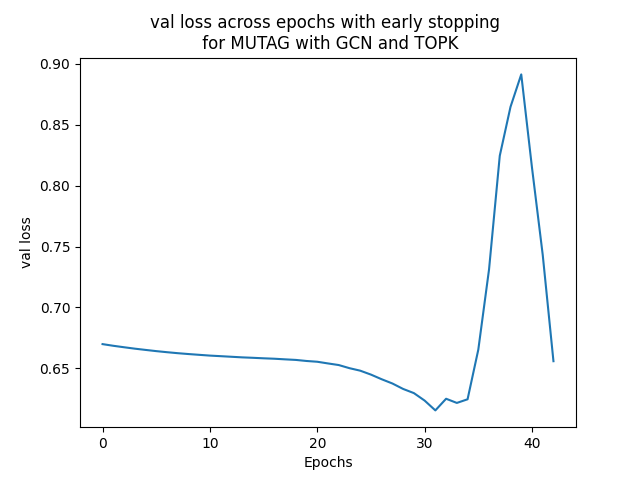 val loss across epochs with early stopping
for MUTAG with GCN and TOPK
0.90
0.85
0.80
0.75
0.70
0.65
val loss
0 10 20 30 40
Epochs